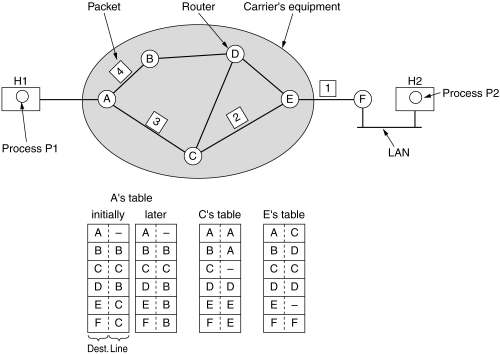 Packet Router Carrier's equipment
B D
4
H1 1 H2
A E F Process P2
3 2
Process P1 LAN
C
A's table
initially later C's table E's table
A – A – A A A C
B B B B B A B D
C C C C C – C C
D B D B D D D D
E C E B E E E –
F C F B F E F F
Dest. Line